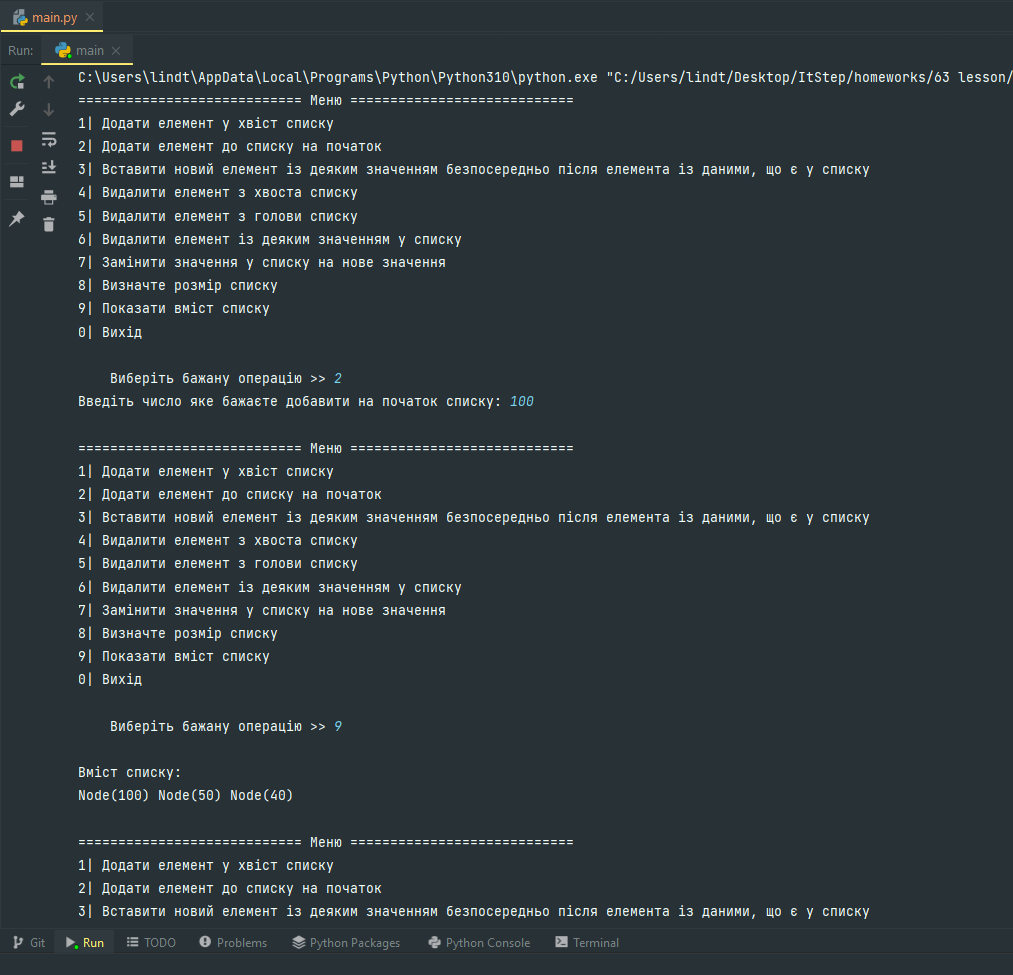 main.py
Run: main
C:\Users\lindt\AppData\Local\Programs\Python\Python310\python.exe "C:/Users/lindt/Desktop/ItStep/homeworks/63 lesson/
============================ Меню ============================
1| Додати елемент у хвіст списку
2| Додати елемент до списку на початок
3| Вставити новий елемент із деяким значенням безпосередньо після елемента із даними, що є у списку
4| Видалити елемент з хвоста списку
5| Видалити елемент з голови списку
6| Видалити елемент із деяким значенням у списку
7| Замінити значення у списку на нове значення
8| Визначте розмір списку
9| Показати вміст списку
0| Вихід
Виберіть бажану операцію >> 2
Введіть число яке бажаєте добавити на початок списку: 100
============================ Меню ============================
1| Додати елемент у хвіст списку
2| Додати елемент до списку на початок
3| Вставити новий елемент із деяким значенням безпосередньо після елемента із даними, що є у списку
4| Видалити елемент з хвоста списку
5| Видалити елемент з голови списку
6| Видалити елемент із деяким значенням у списку
7| Замінити значення у списку на нове значення
8| Визначте розмір списку
9| Показати вміст списку
0| Вихід
Виберіть бажану операцію >> 9
Вміст списку:
Node(100) Node(50) Node(40)
============================ Меню ============================
1| Додати елемент у хвіст списку
2| Додати елемент до списку на початок
3| Вставити новий елемент із деяким значенням безпосередньо після елемента із даними, що є у списку
Git Run TODO Problems Python Packages Python Console Terminal